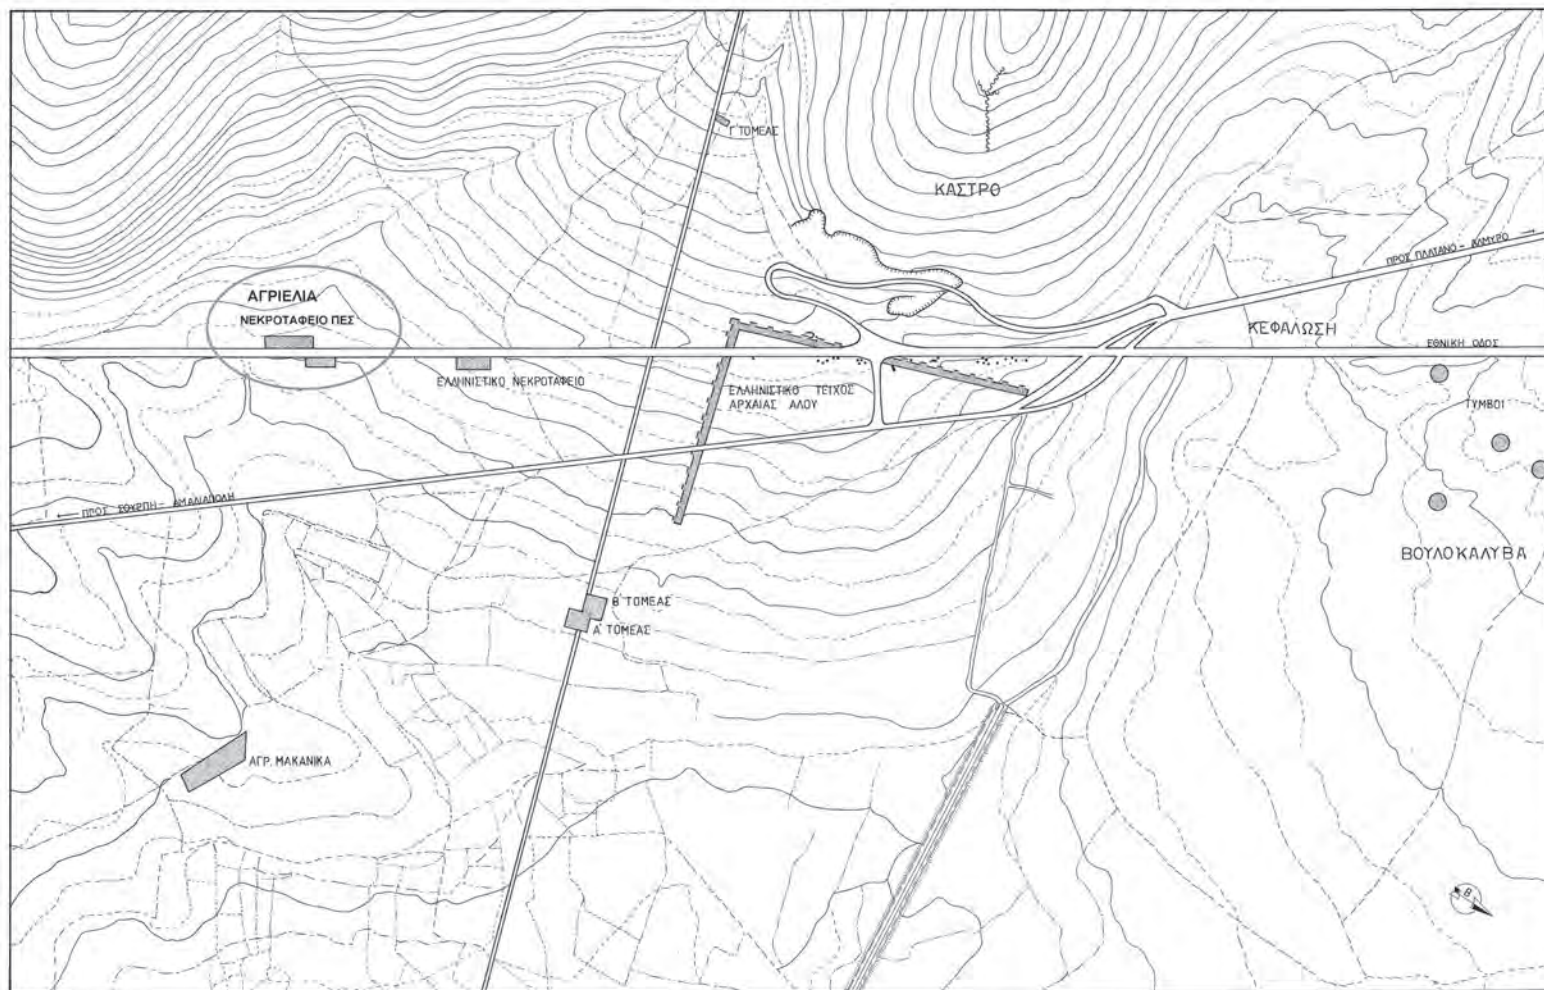 Γ' ΤΟΜΕΑΣ
ΚΑΣΤΡΟ
ΠΡΟΣ ΠΛΑΤΑΝΟ - ΑΛΜΥΡΟ →
ΑΓΡΙΕΛΙΑ
ΝΕΚΡΟΤΑΦΕΙΟ ΠΕΣ
ΚΕΦΑΛΩΣΗ
ΕΘΝΙΚΗ ΟΔΟΣ
ΕΛΛΗΝΙΣΤΙΚΟ ΝΕΚΡΟΤΑΦΕΙΟ
ΕΛΛΗΝΙΣΤΙΚΟ ΤΕΙΧΟΣ
ΑΡΧΑΙΑΣ ΑΛΟΥ
ΤΥΜΒΟΙ
← ΠΡΟΣ ΣΟΥΡΠΗ - ΑΜΑΛΙΑΠΟΛΗ
ΒΟΥΛΟΚΑΛΥΒΑ
Β' ΤΟΜΕΑΣ
Α' ΤΟΜΕΑΣ
ΑΓΡ. ΜΑΚΑΝΙΚΑ
Β